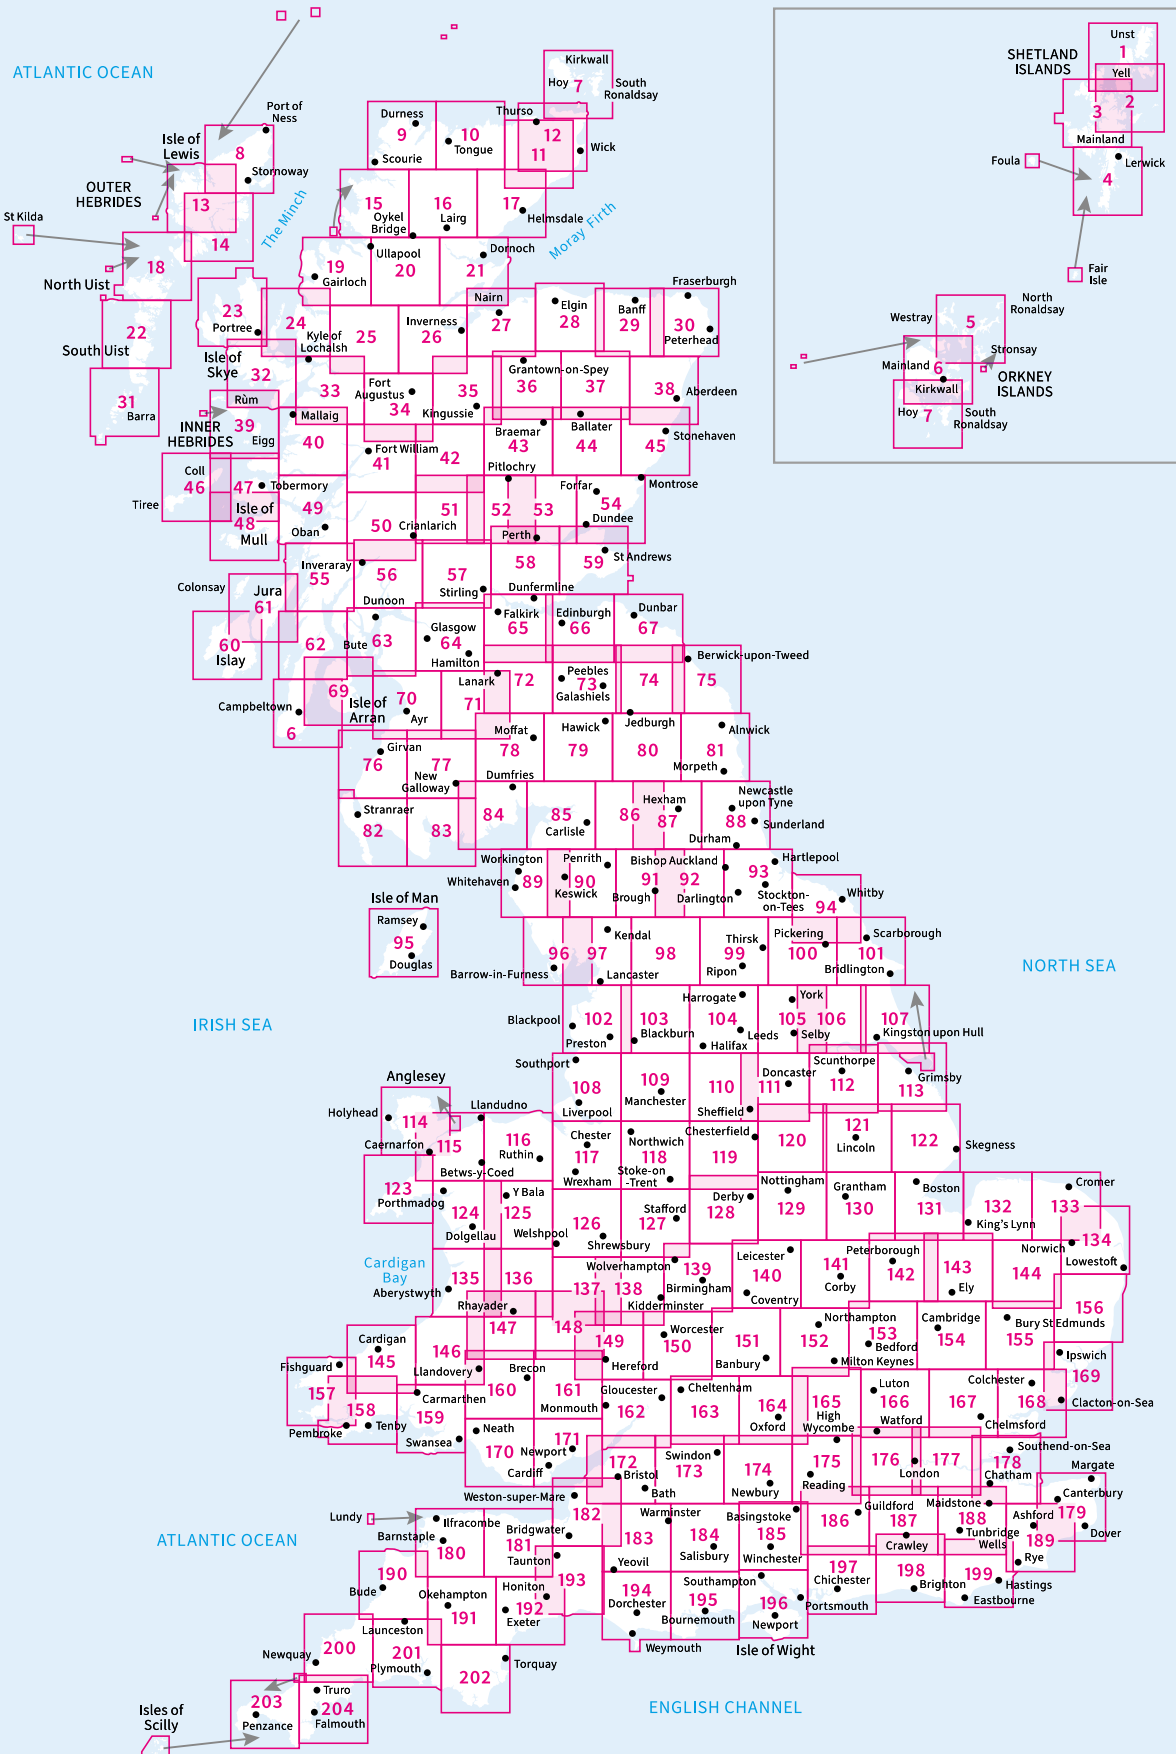 ATLANTIC OCEAN
Port of
Ness
Isle of
Lewis
8
Stornoway
OUTER
HEBRIDES
13
14
St Kilda
The Minch
18
North Uist
22
South Uist
31
Barra
23
Portree
Isle of
Skye
Kirkwall
Hoy
7
South
Ronaldsay
Durness
9
Scourie
10
Tongue
Thurso
12
11
Wick
15
Oykel
Bridge
16
Lairg
17
Helmsdale
Moray Firth
Ullapool
19
Gairloch
20
Dornoch
21
24
Kyle of
Lochalsh
25
Inverness
26
Nairn
27
Elgin
28
Banff
29
Fraserburgh
30
Peterhead
32
33
Fort
Augustus
34
35
Kingussie
Grantown-on-Spey
36
37
38
Aberdeen
Rùm
39
INNER
HEBRIDES
Eigg
Mallaig
40
Fort William
41
42
Braemar
43
Ballater
44
45
Stonehaven
Coll
46
Tiree
47
Tobermory
Isle of
48
Mull
49
Oban
50
Crianlarich
51
Pitlochry
52
53
Perth
Forfar
54
Dundee
Montrose
Inveraray
55
56
57
Stirling
58
Dunfermline
59
St Andrews
Colonsay
Jura
61
60
Islay
62
Dunoon
Bute
63
Glasgow
64
Hamilton
Falkirk
65
Edinburgh
66
Dunbar
67
Berwick-upon-Tweed
Campbeltown
6
69
Isle of
Arran
70
Ayr
Lanark
71
72
Peebles
73
Galashiels
74
75
Jedburgh
Girvan
76
77
New
Galloway
Moffat
78
Dumfries
Hawick
79
80
Alnwick
81
Morpeth
Stranraer
82
83
84
85
Carlisle
86
Hexham
87
Newcastle
upon Tyne
88
Sunderland
Durham
Workington
Whitehaven
89
Penrith
90
Keswick
Bishop Auckland
91
Brough
92
Darlington
93
Hartlepool
Stockton-
on-Tees
94
Whitby
Isle of Man
Ramsey
95
Douglas
96
Barrow-in-Furness
97
Kendal
Lancaster
98
Thirsk
99
Ripon
Pickering
100
Scarborough
101
Bridlington
NORTH SEA
IRISH SEA
Blackpool
102
Preston
103
Blackburn
Harrogate
104
Leeds
Halifax
York
105
Selby
106
107
Kingston upon Hull
Southport
108
Liverpool
109
Manchester
110
Sheffield
Doncaster
111
Scunthorpe
112
Grimsby
113
Anglesey
Holyhead
114
Llandudno
Caernarfon
115
Betws-y-Coed
116
Ruthin
Chester
117
Wrexham
Northwich
118
Stoke-on
-Trent
Chesterfield
119
120
121
Lincoln
122
Skegness
123
Porthmadog
124
Dolgellau
Y Bala
125
Welshpool
126
Shrewsbury
Stafford
127
Derby
128
Nottingham
129
Grantham
130
Boston
131
132
King's Lynn
Cromer
133
Norwich
134
Lowestoft
Cardigan
Bay
135
Aberystwyth
136
137
Wolverhampton
138
Kidderminster
139
Birmingham
Leicester
140
Coventry
141
Corby
Peterborough
142
143
Ely
144
156
Cardigan
145
146
Llandovery
Rhayader
147
148
149
Hereford
Worcester
150
151
Banbury
Northampton
152
Milton Keynes
153
Bedford
Cambridge
154
Bury St Edmunds
155
Fishguard
157
158
Pembroke
Tenby
Carmarthen
159
Swansea
Brecon
160
161
Monmouth
Gloucester
162
Cheltenham
163
164
Oxford
165
High
Wycombe
Luton
166
Watford
167
Chelmsford
Colchester
168
Ipswich
169
Clacton-on-Sea
Neath
170
171
Newport
Cardiff
172
Bristol
Bath
Swindon
173
174
Newbury
175
Reading
176
London
177
Southend-on-Sea
178
Chatham
Margate
Canterbury
179
Dover
Weston-super-Mare
Lundy
Ilfracombe
Barnstaple
180
Bridgwater
181
Taunton
182
183
Yeovil
Warminster
184
Salisbury
Basingstoke
185
Winchester
Guildford
186
187
Crawley
Maidstone
188
Tunbridge
Wells
Ashford
189
Rye
ATLANTIC OCEAN
190
Bude
Okehampton
191
Launceston
Honiton
192
Exeter
193
194
Dorchester
Weymouth
Southampton
195
Bournemouth
196
Newport
Isle of Wight
197
Chichester
Portsmouth
198
Brighton
199
Hastings
Eastbourne
Newquay
200
201
Plymouth
202
Torquay
203
Penzance
Truro
204
Falmouth
Isles of
Scilly
ENGLISH CHANNEL
SHETLAND
ISLANDS
Unst
1
Yell
2
3
Mainland
Foula
Lerwick
4
Fair
Isle
North
Ronaldsay
Westray
5
Stronsay
Mainland
6
Kirkwall
ORKNEY
ISLANDS
Hoy
7
South
Ronaldsay